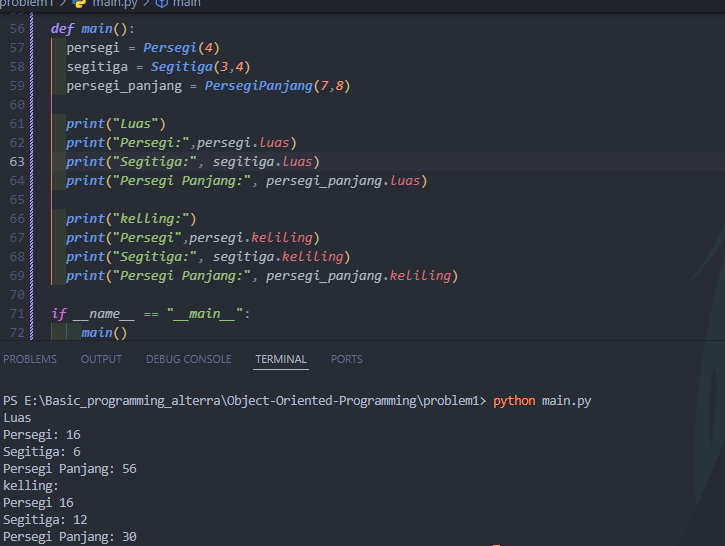 problem1 > main.py > main
56 def main():
57 persegi = Persegi(4)
58 segitiga = Segitiga(3,4)
59 persegi_panjang = PersegiPanjang(7,8)
60
61 print("Luas")
62 print("Persegi:",persegi.luas)
63 print("Segitiga:", segitiga.luas)
64 print("Persegi Panjang:", persegi_panjang.luas)
65
66 print("kelling:")
67 print("Persegi",persegi.keliling)
68 print("Segitiga:", segitiga.keliling)
69 print("Persegi Panjang:", persegi_panjang.keliling)
70
71 if __name__ == "__main__":
72 main()
PROBLEMS OUTPUT DEBUG CONSOLE TERMINAL PORTS
PS E:\Basic_programming_alterra\Object-Oriented-Programming\problem1> python main.py
Luas
Persegi: 16
Segitiga: 6
Persegi Panjang: 56
kelling:
Persegi 16
Segitiga: 12
Persegi Panjang: 30